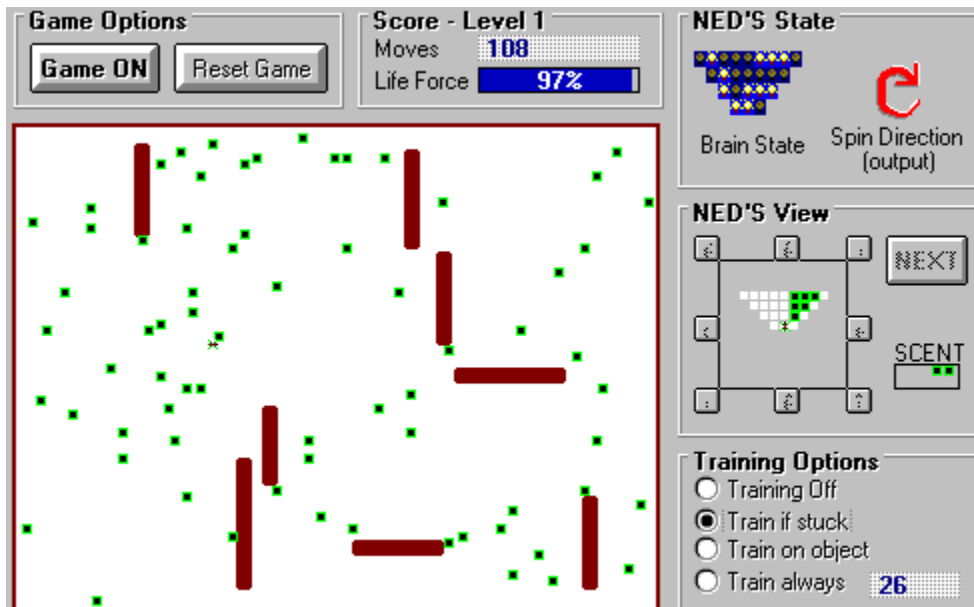 Game Options
Game ON
Reset Game
Score - Level 1
Moves 108
Life Force 97%
NED'S State
Brain State
Spin Direction
(output)
NED'S View
NEXT
SCENT
Training Options
Training Off
Train if stuck
Train on object
Train always 26